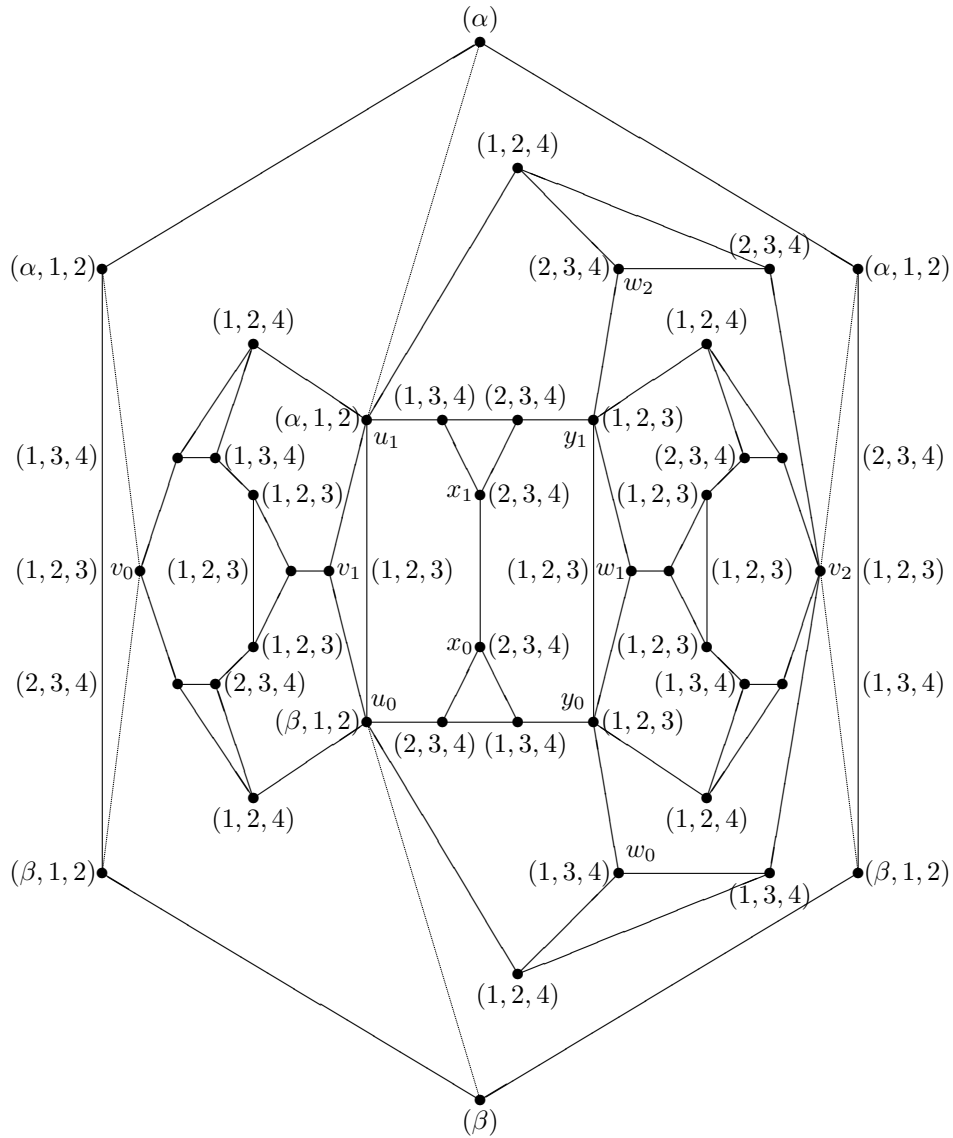 (α)
(1, 2, 4)
(2, 3, 4)
(α, 1, 2) (2, 3, 4) (α, 1, 2)
w₂
(1, 2, 4) (1, 2, 4)
(1, 3, 4) (2, 3, 4)
(α, 1, 2) (1, 2, 3)
u₁ y₁
(1, 3, 4) (1, 3, 4) (2, 3, 4) (2, 3, 4)
(1, 2, 3) x₁ (2, 3, 4) (1, 2, 3)
(1, 2, 3) v₀ (1, 2, 3) v₁ (1, 2, 3) (1, 2, 3) w₁ (1, 2, 3) v₂ (1, 2, 3)
(1, 2, 3) x₀ (2, 3, 4) (1, 2, 3)
(2, 3, 4) (2, 3, 4) (1, 3, 4) (1, 3, 4)
u₀ y₀
(β, 1, 2) (1, 2, 3)
(2, 3, 4) (1, 3, 4)
(1, 2, 4) (1, 2, 4)
w₀
(β, 1, 2) (1, 3, 4) (β, 1, 2)
(1, 3, 4)
(1, 2, 4)
(β)